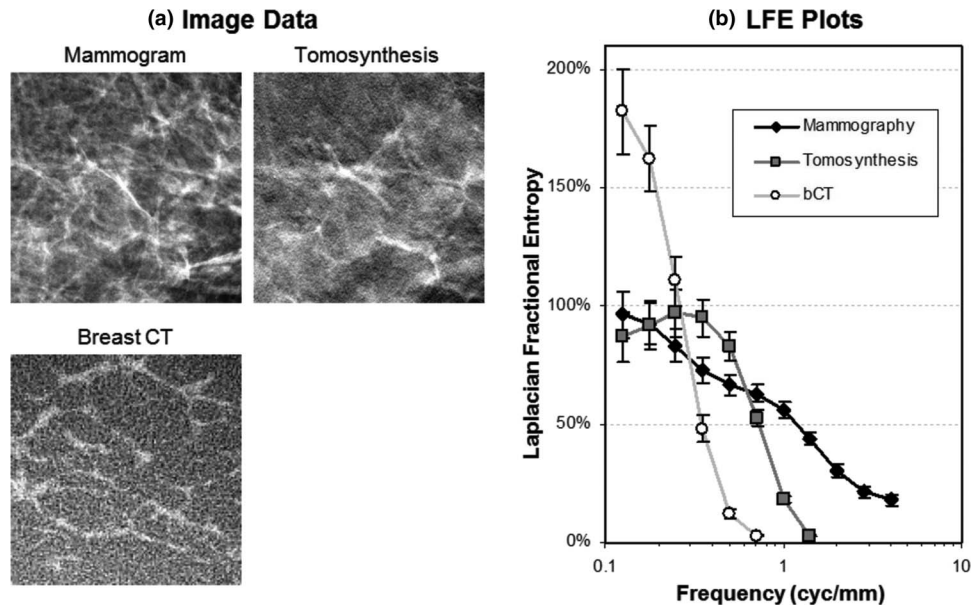 (a) Image Data
Mammogram
Tomosynthesis
Breast CT
(b) LFE Plots
Laplacian Fractional Entropy
200%
150%
100%
50%
0%
Mammography
Tomosynthesis
bCT
0.1
1
10
Frequency (cyc/mm)